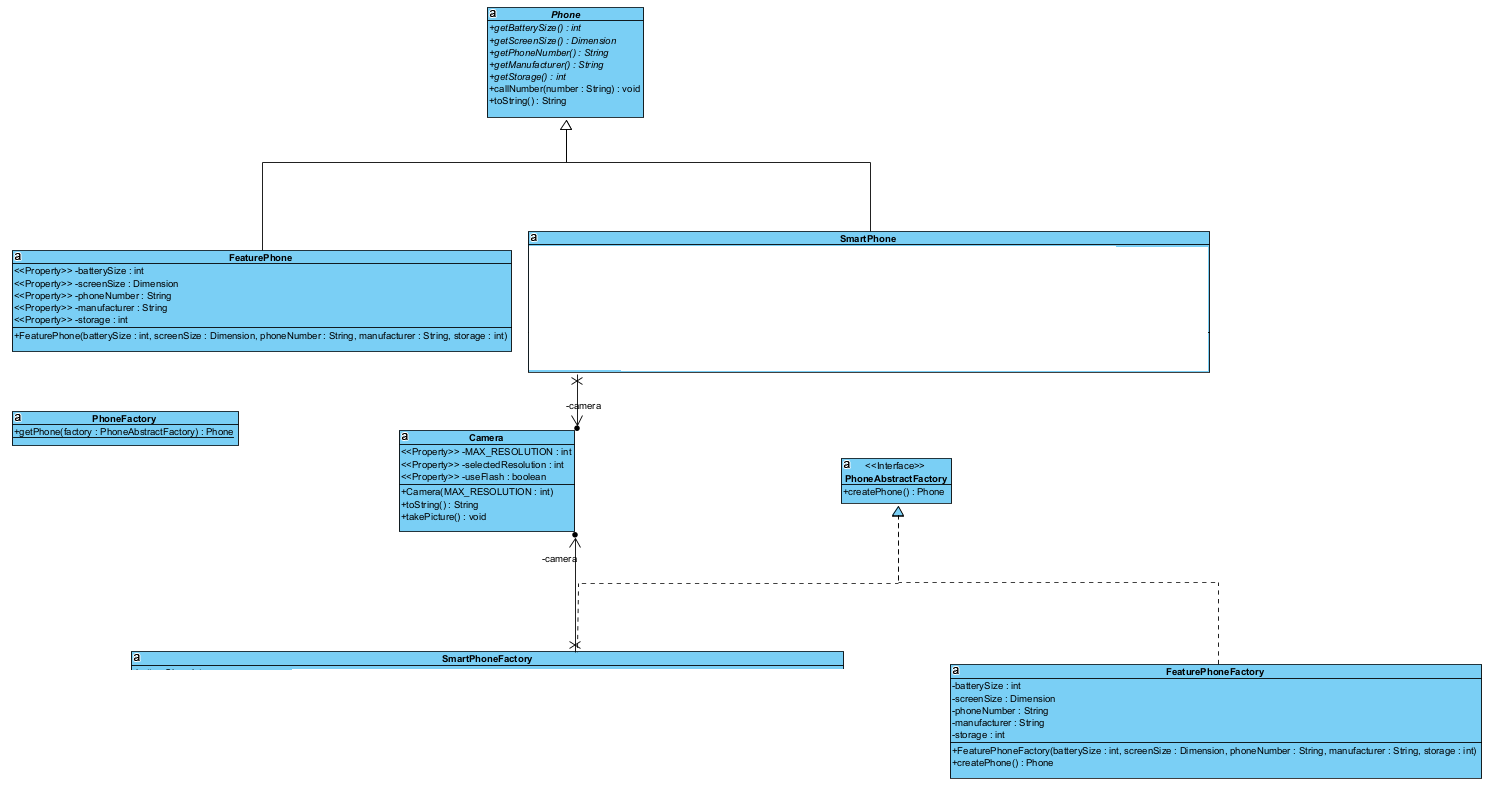 a
Phone
+getBatterySize() : int
+getScreenSize() : Dimension
+getPhoneNumber() : String
+getManufacturer() : String
+getStorage() : int
+callNumber(number : String) : void
+toString() : String
a
SmartPhone
a
FeaturePhone
<<Property>> -batterySize : int
<<Property>> -screenSize : Dimension
<<Property>> -phoneNumber : String
<<Property>> -manufacturer : String
<<Property>> -storage : int
+FeaturePhone(batterySize : int, screenSize : Dimension, phoneNumber : String, manufacturer : String, storage : int)
-camera
a
PhoneFactory
+getPhone(factory : PhoneAbstractFactory) : Phone
a
Camera
<<Property>> -MAX_RESOLUTION : int
<<Property>> -selectedResolution : int
<<Property>> -useFlash : boolean
+Camera(MAX_RESOLUTION : int)
+toString() : String
+takePicture() : void
a
<<Interface>>
PhoneAbstractFactory
+createPhone() : Phone
-camera
a
SmartPhoneFactory
a
FeaturePhoneFactory
-batterySize : int
-screenSize : Dimension
-phoneNumber : String
-manufacturer : String
-storage : int
+FeaturePhoneFactory(batterySize : int, screenSize : Dimension, phoneNumber : String, manufacturer : String, storage : int)
+createPhone() : Phone